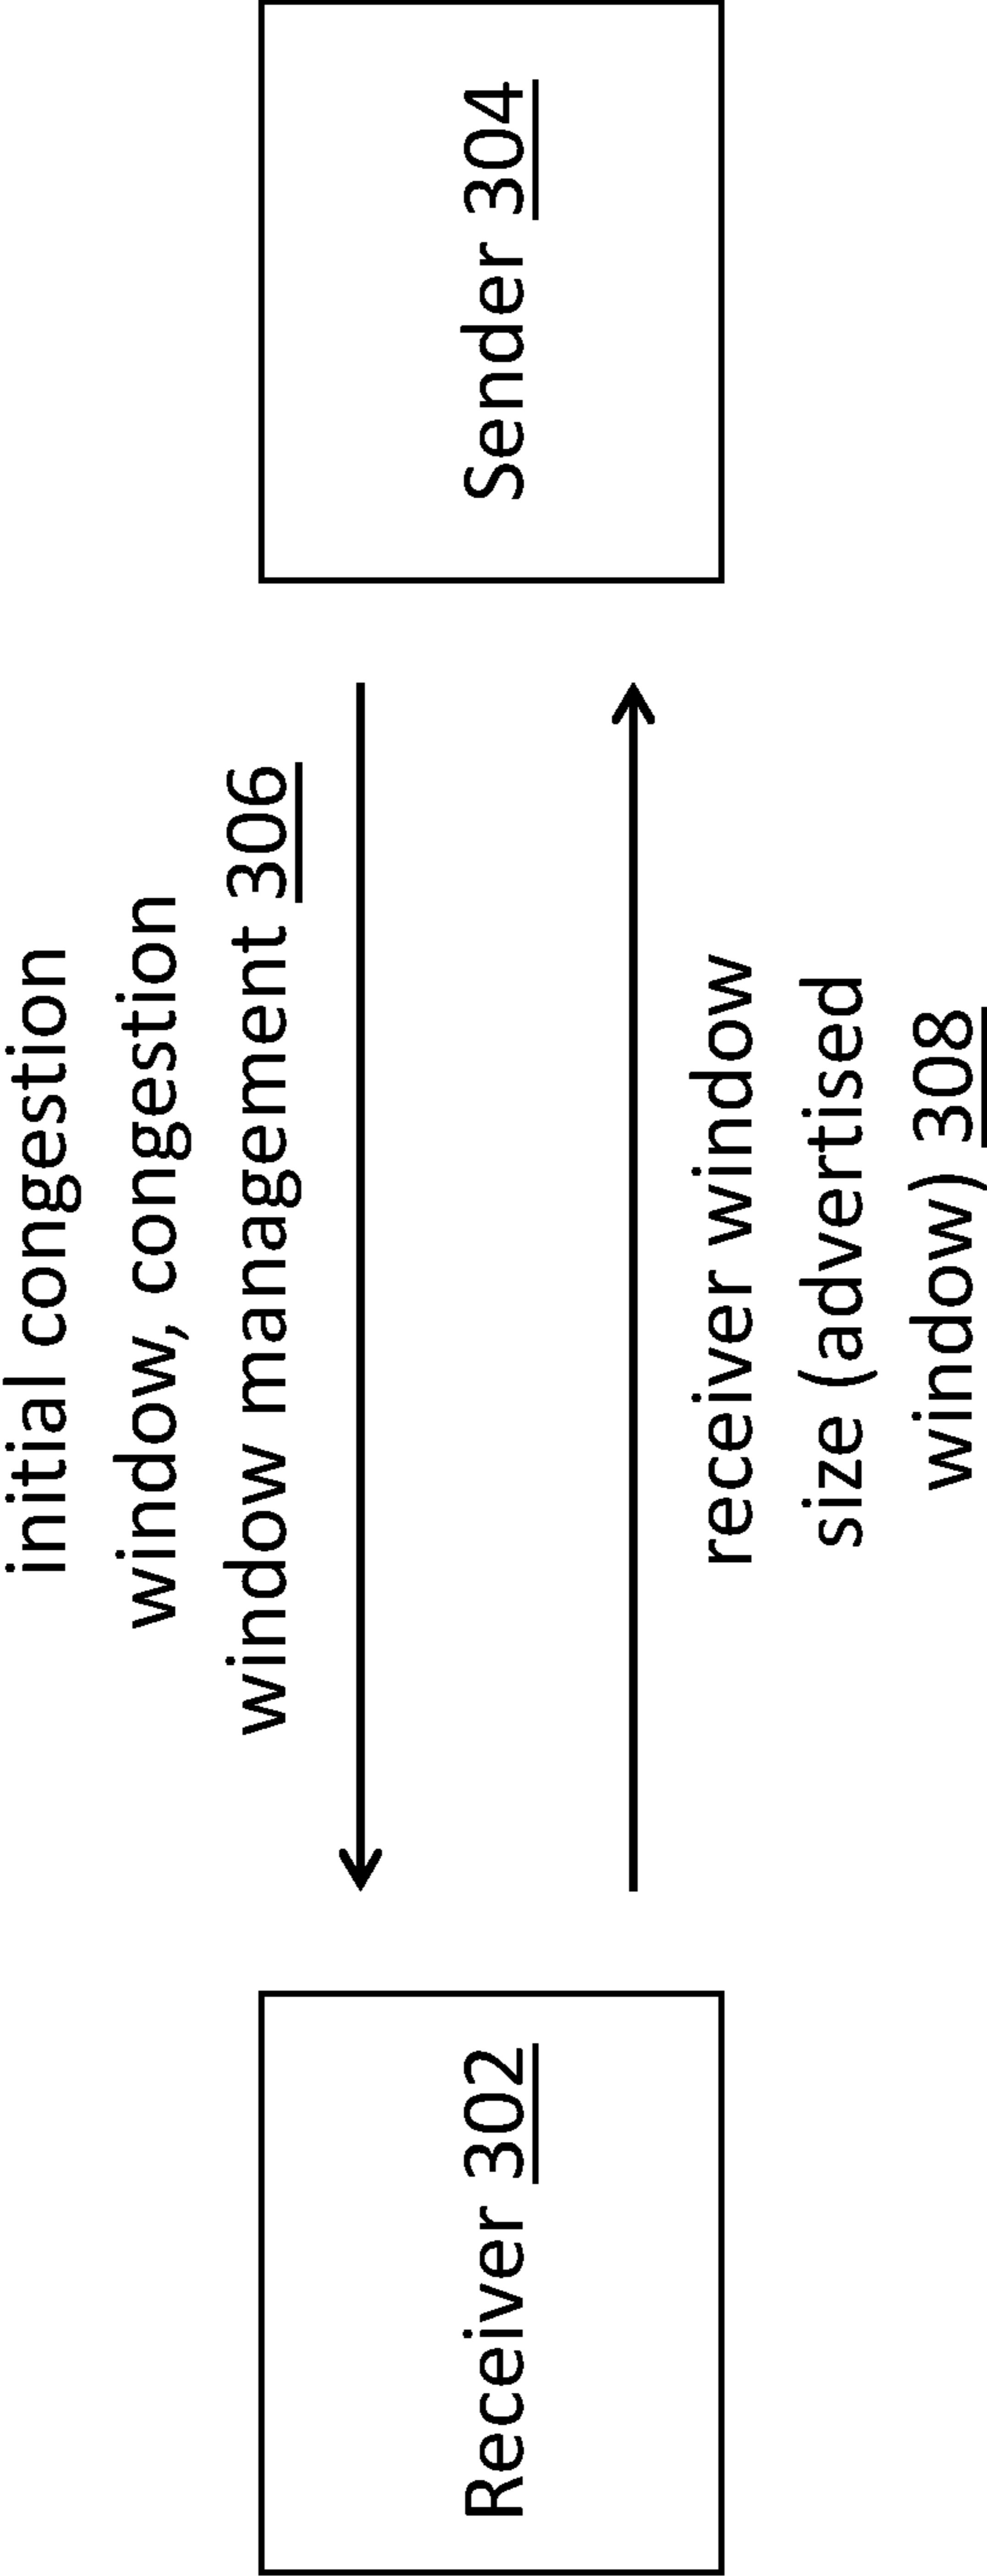 initial congestion
window, congestion
window management 306
Receiver 302
Sender 304
receiver window
size (advertised
window) 308